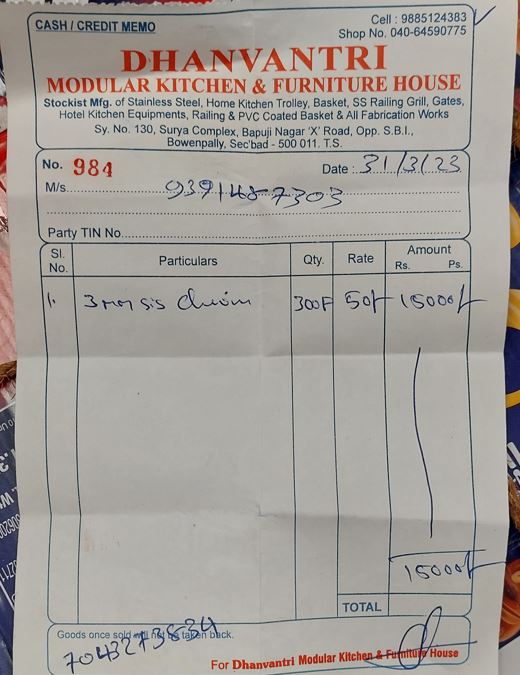 CASH / CREDIT MEMO
Cell : 9885124383
Shop No. 040-64590775
DHANVANTRI
MODULAR KITCHEN & FURNITURE HOUSE
Stockist Mfg. of Stainless Steel, Home Kitchen Trolley, Basket, SS Railing Grill, Gates,
Hotel Kitchen Equipments, Railing & PVC Coated Basket & All Fabrication Works
Sy. No. 130, Surya Complex, Bapuji Nagar 'X' Road, Opp. S.B.I.,
Bowenpally, Sec'bad - 500 011. T.S.
No. 984 Date : 31/3/23
M/s. 9391487303
Party TIN No.
Sl. No. Particulars Qty. Rate Amount Rs. Ps.
1. 3mm s/s 300F 50/- 15000/-
15000/-
TOTAL
Goods once sold will not be taken back.
For Dhanvantri Modular Kitchen & Furniture House